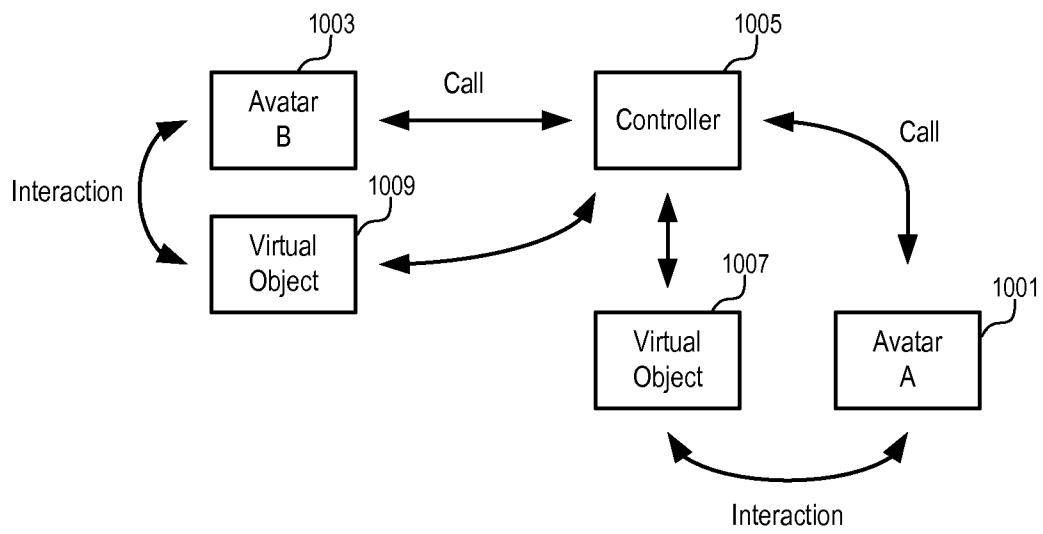 1003
Avatar
B
Call
1005
Controller
Call
Interaction
1009
Virtual
Object
1007
Virtual
Object
1001
Avatar
A
Interaction